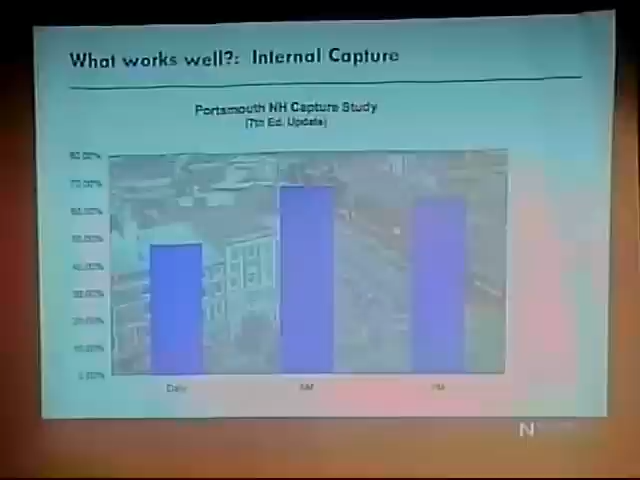 What works well?: Internal Capture
Portsmouth NH Capture Study
(7th Ed. Update)
80.00%
70.00%
60.00%
50.00%
40.00%
30.00%
20.00%
10.00%
0.00%
Daily
AM
PM
N